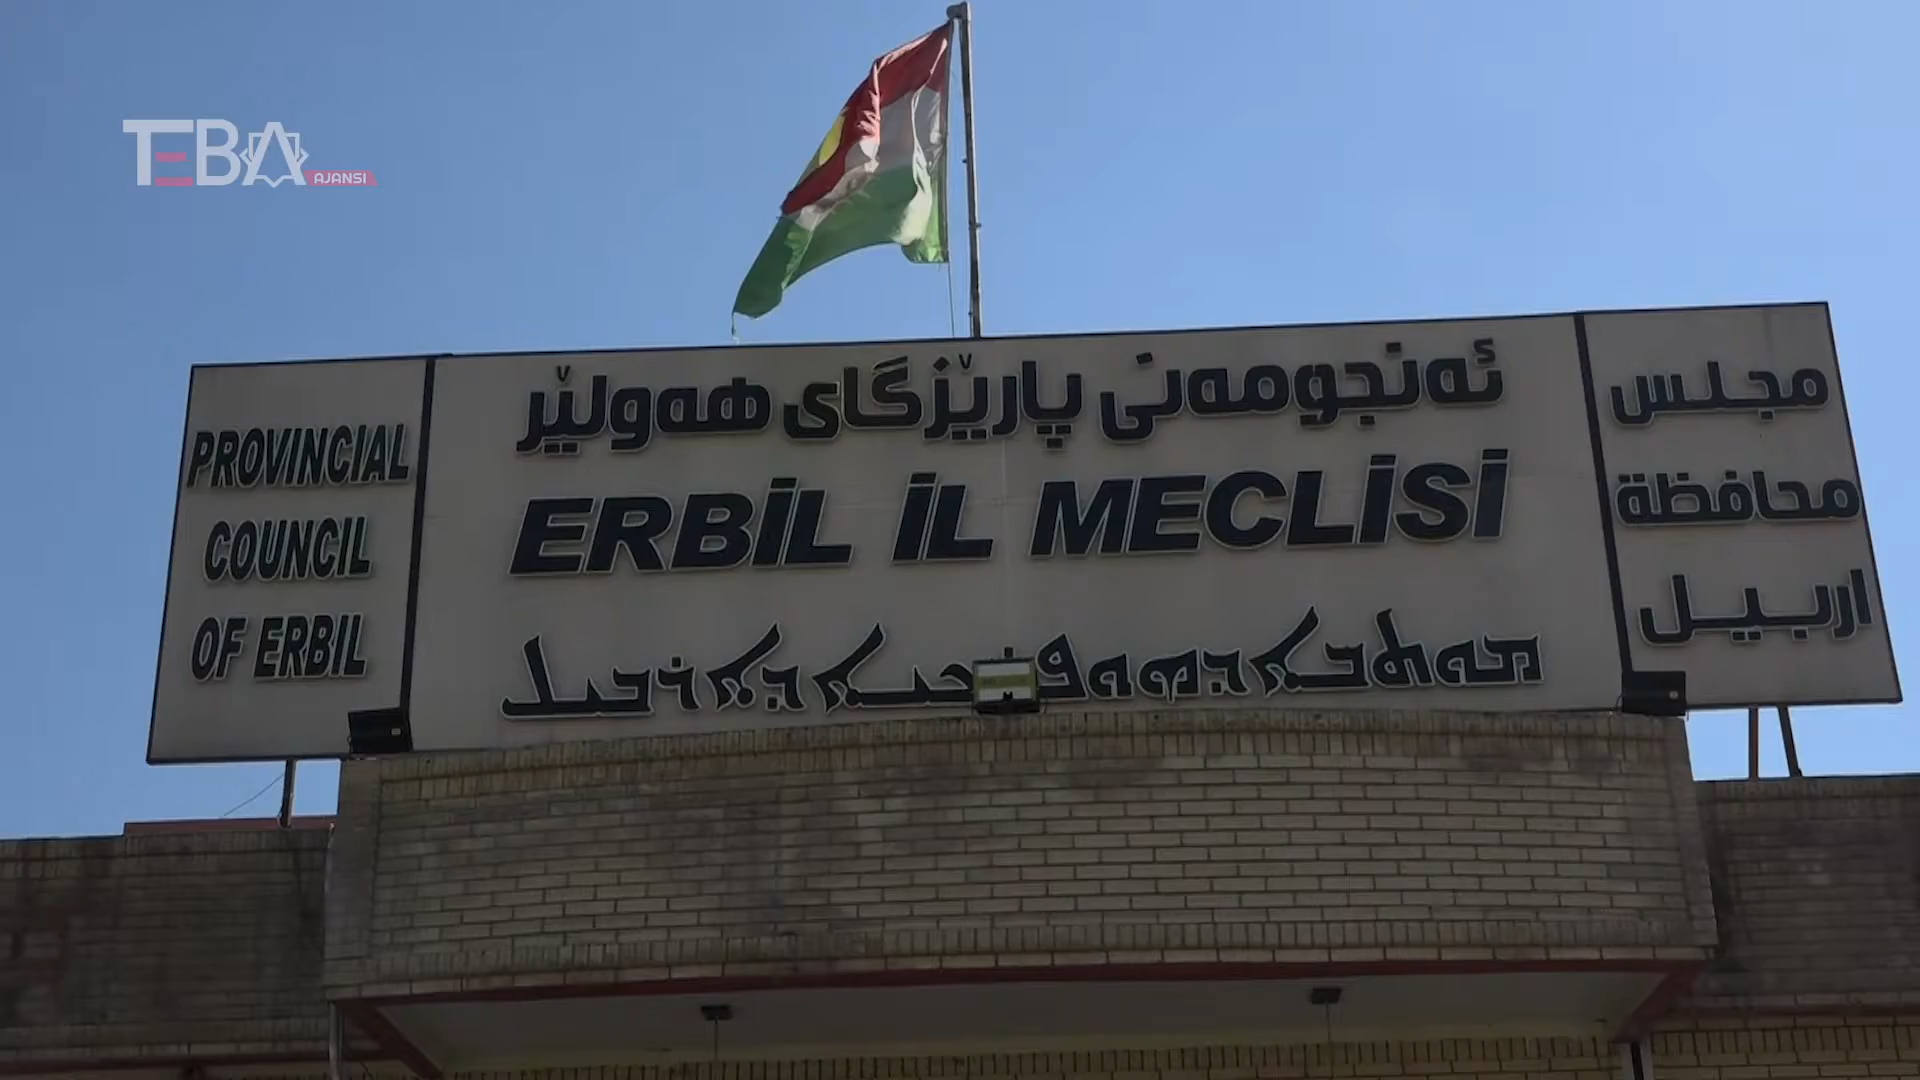 TEBA
AJANSI
PROVINCIAL
COUNCIL
OF ERBIL
ئەنجومەنی پارێزگای هەولێر
ERBİL İL MECLİSİ
مجلس
محافظة
اربيل